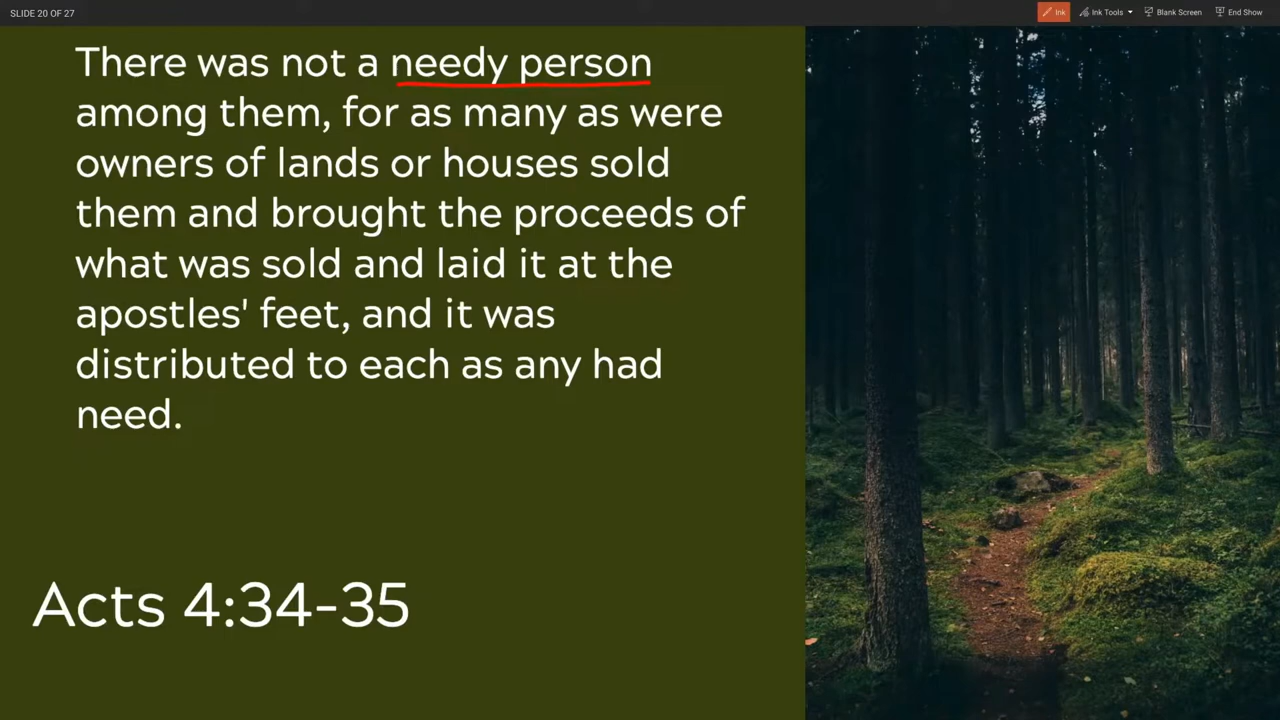 SLIDE 20 OF 27
Ink
Ink Tools
Blank Screen
End Show
There was not a needy person
among them, for as many as were
owners of lands or houses sold
them and brought the proceeds of
what was sold and laid it at the
apostles' feet, and it was
distributed to each as any had
need.
Acts 4:34-35